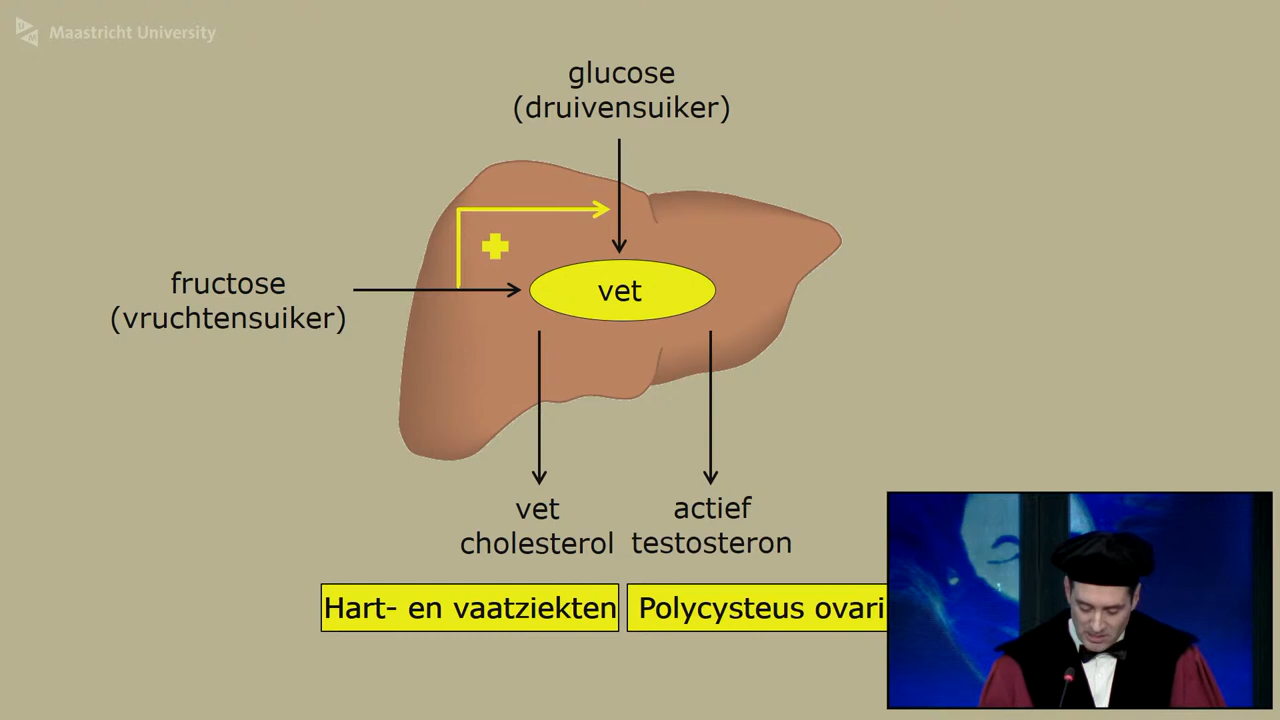 Maastricht University
glucose
(druivensuiker)
fructose
(vruchtensuiker)
vet
vet
cholesterol
actief
testosteron
Hart- en vaatziekten
Polycysteus ovari